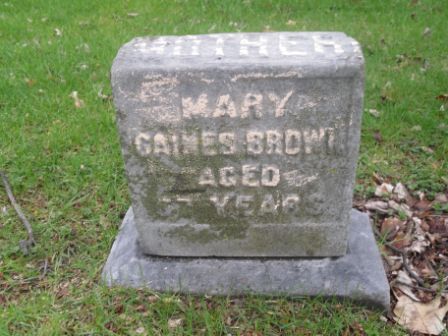 MOTHER
MARY
GAINES BROWN
AGED
YEARS